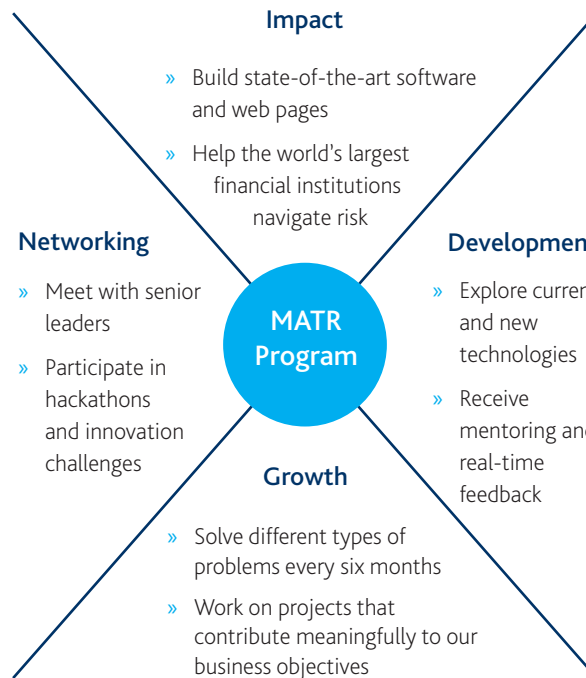 Impact
» Build state-of-the-art software
and web pages
» Help the world's largest
financial institutions
navigate risk
Networking
» Meet with senior
leaders
» Participate in
hackathons
and innovation
challenges
MATR
Program
Developmen
» Explore curren
and new
technologies
» Receive
mentoring an
real-time
feedback
Growth
» Solve different types of
problems every six months
» Work on projects that
contribute meaningfully to our
business objectives